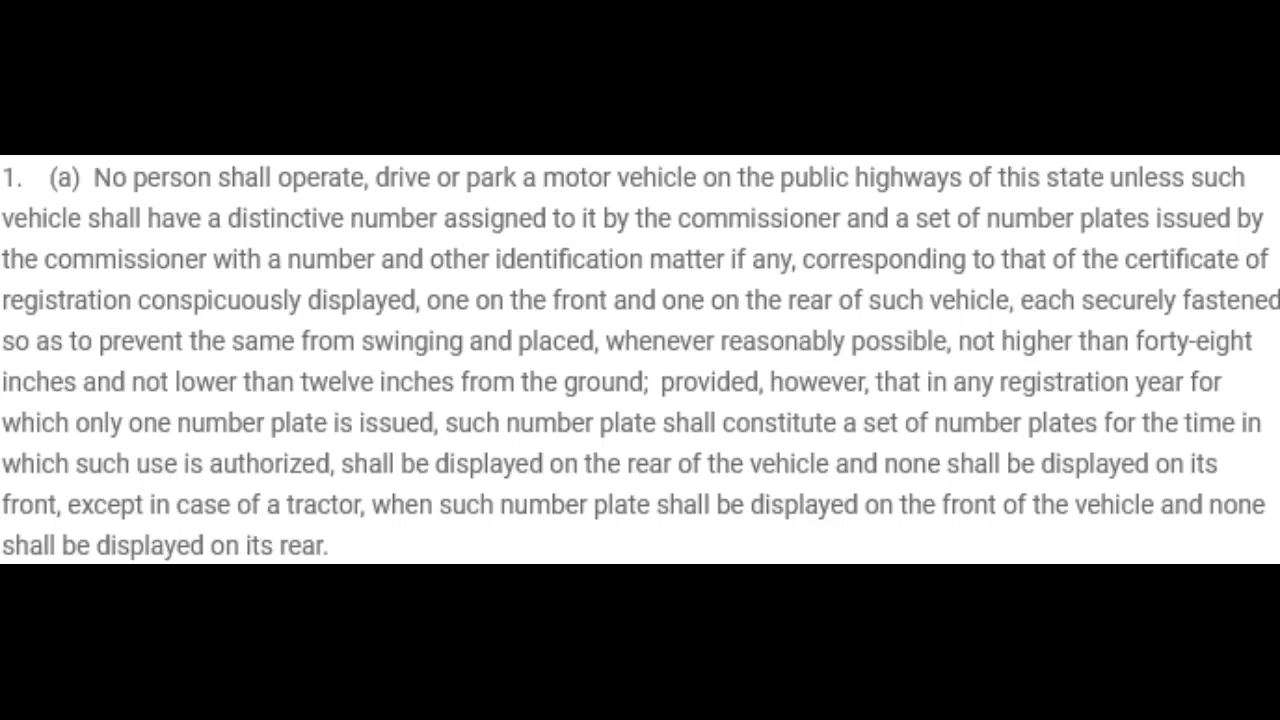 1. (a) No person shall operate, drive or park a motor vehicle on the public highways of this state unless such
vehicle shall have a distinctive number assigned to it by the commissioner and a set of number plates issued by
the commissioner with a number and other identification matter if any, corresponding to that of the certificate of
registration conspicuously displayed, one on the front and one on the rear of such vehicle, each securely fastened
so as to prevent the same from swinging and placed, whenever reasonably possible, not higher than forty-eight
inches and not lower than twelve inches from the ground; provided, however, that in any registration year for
which only one number plate is issued, such number plate shall constitute a set of number plates for the time in
which such use is authorized, shall be displayed on the rear of the vehicle and none shall be displayed on its
front, except in case of a tractor, when such number plate shall be displayed on the front of the vehicle and none
shall be displayed on its rear.